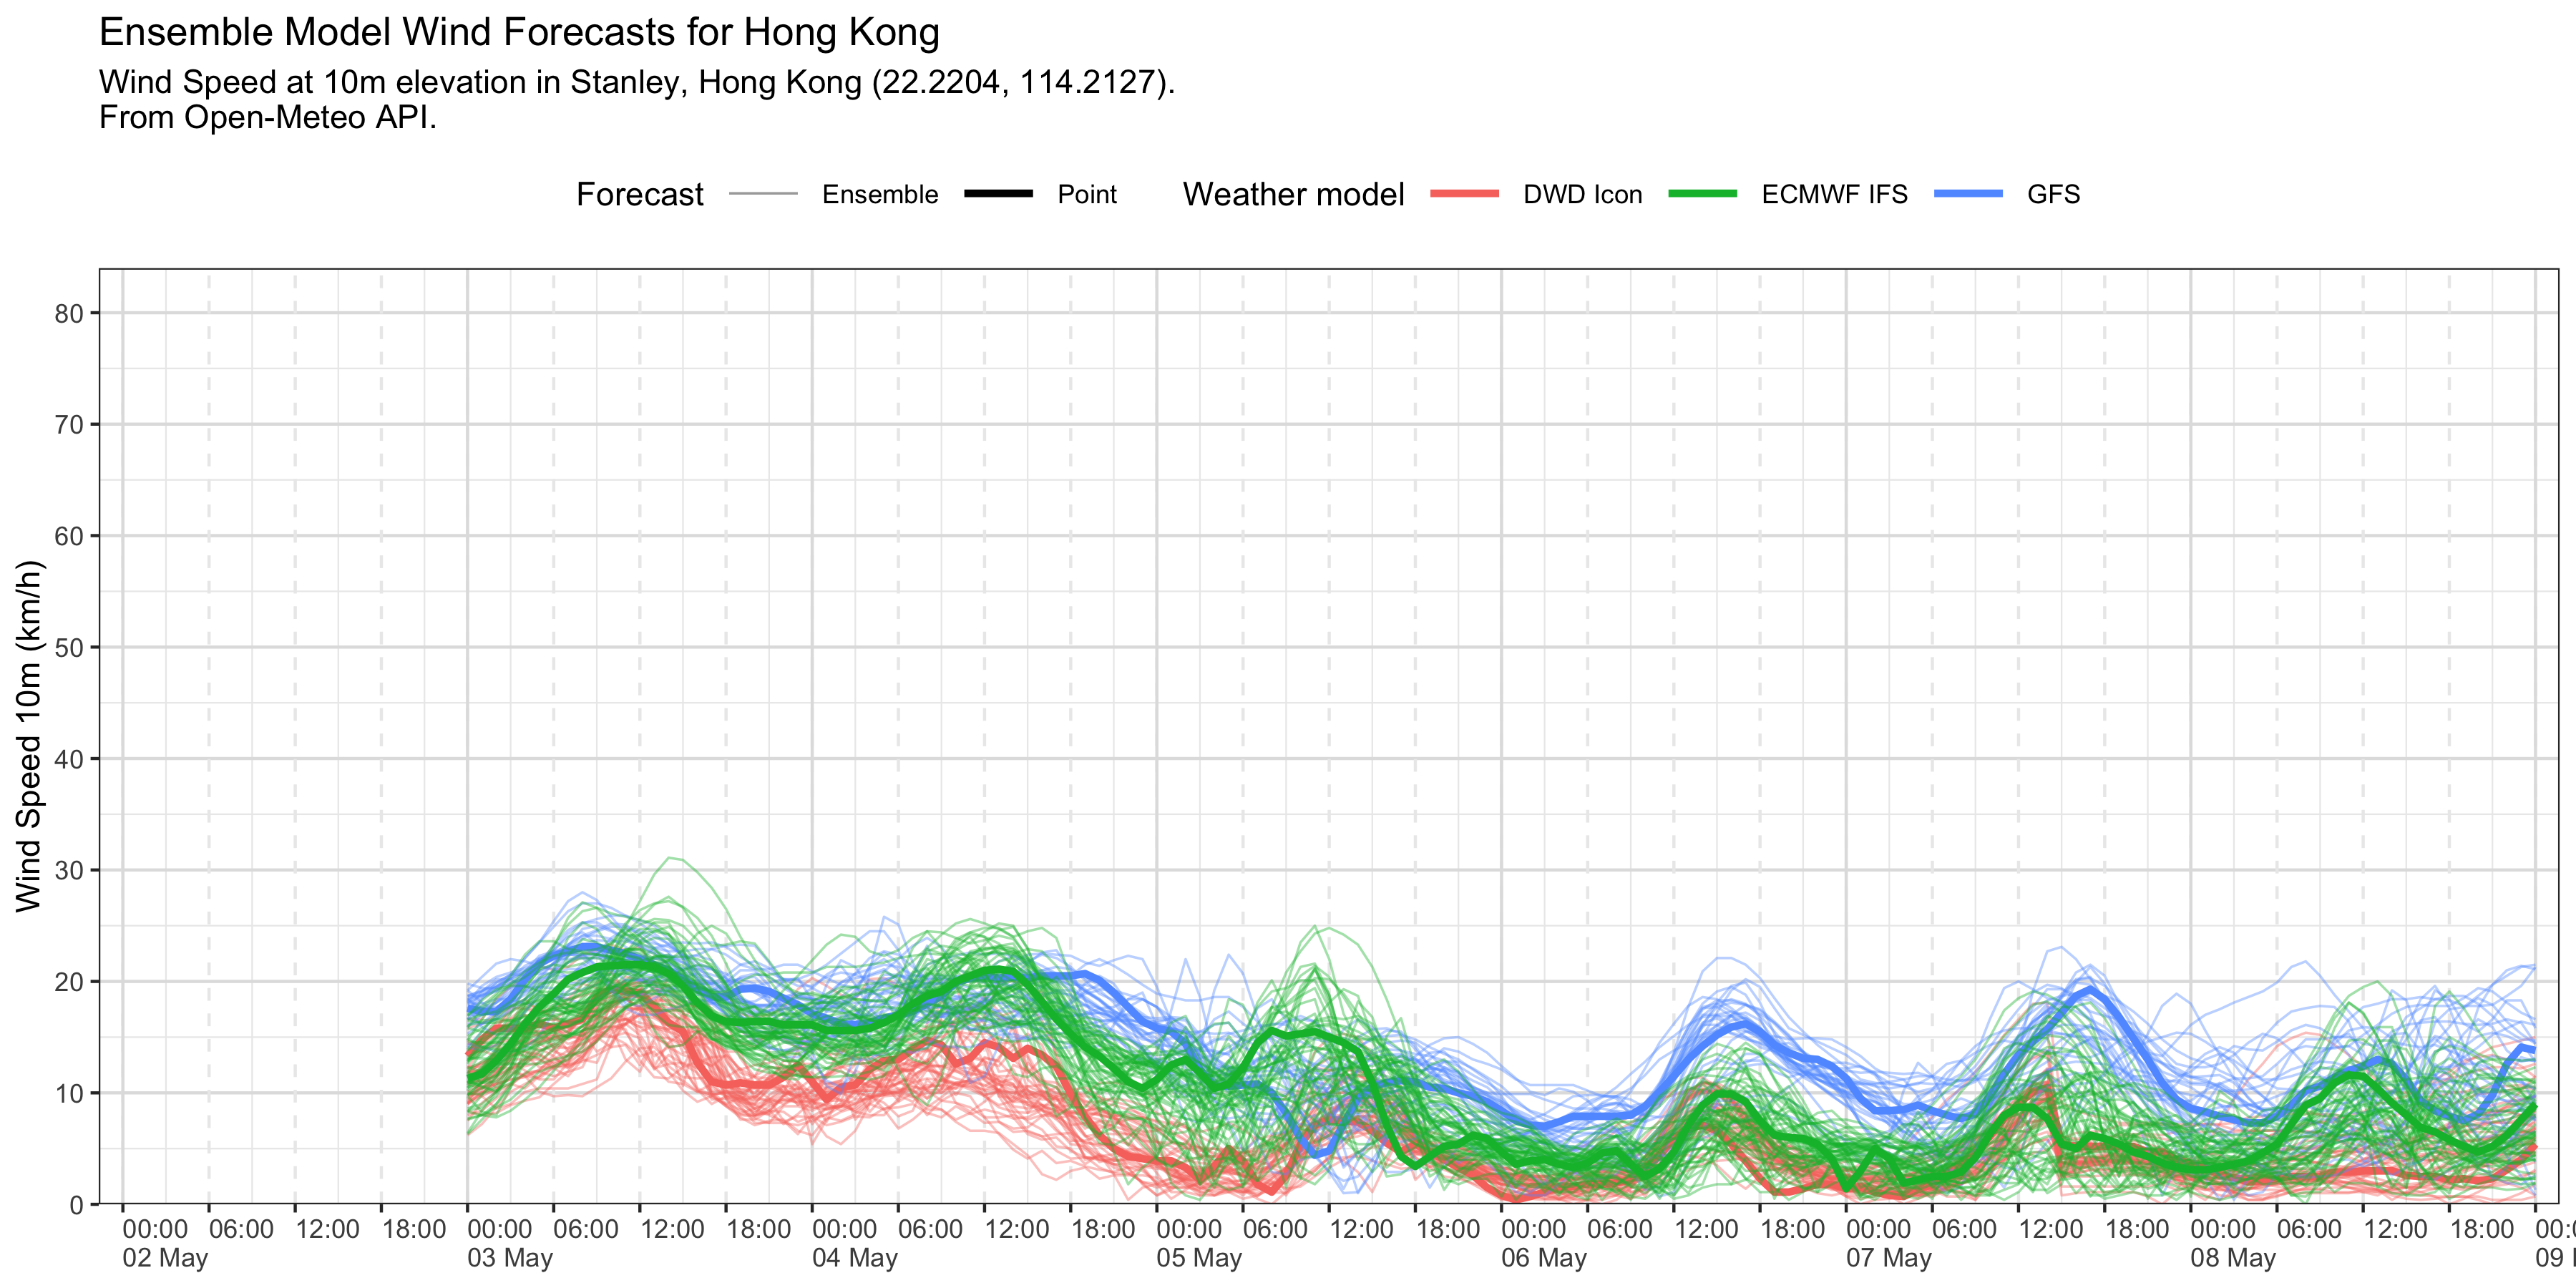 Ensemble Model Wind Forecasts for Hong Kong
Wind Speed at 10m elevation in Stanley, Hong Kong (22.2204, 114.2127).
From Open-Meteo API.
Forecast Ensemble Point Weather model DWD Icon ECMWF IFS GFS
Wind Speed 10m (km/h)
80
70
60
50
40
30
20
10
0
00:00 06:00 12:00 18:00 00:00 06:00 12:00 18:00 00:00 06:00 12:00 18:00 00:00 06:00 12:00 18:00 00:00 06:00 12:00 18:00 00:00 06:00 12:00 18:00 00:00 06:00 12:00 18:00 00:0
02 May 03 May 04 May 05 May 06 May 07 May 08 May 09